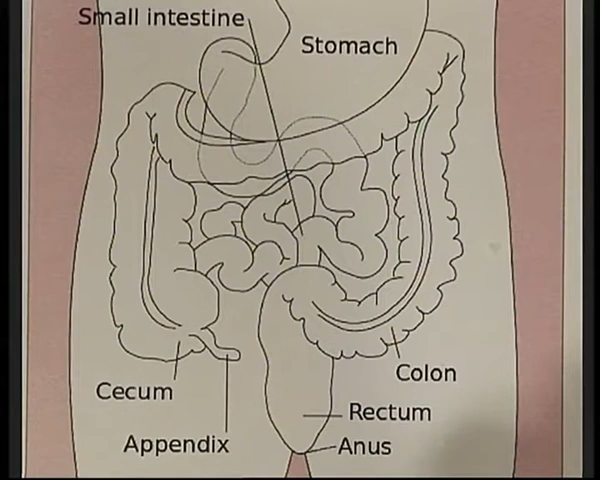 Small intestine
Stomach
Colon
Cecum
Rectum
Appendix
Anus